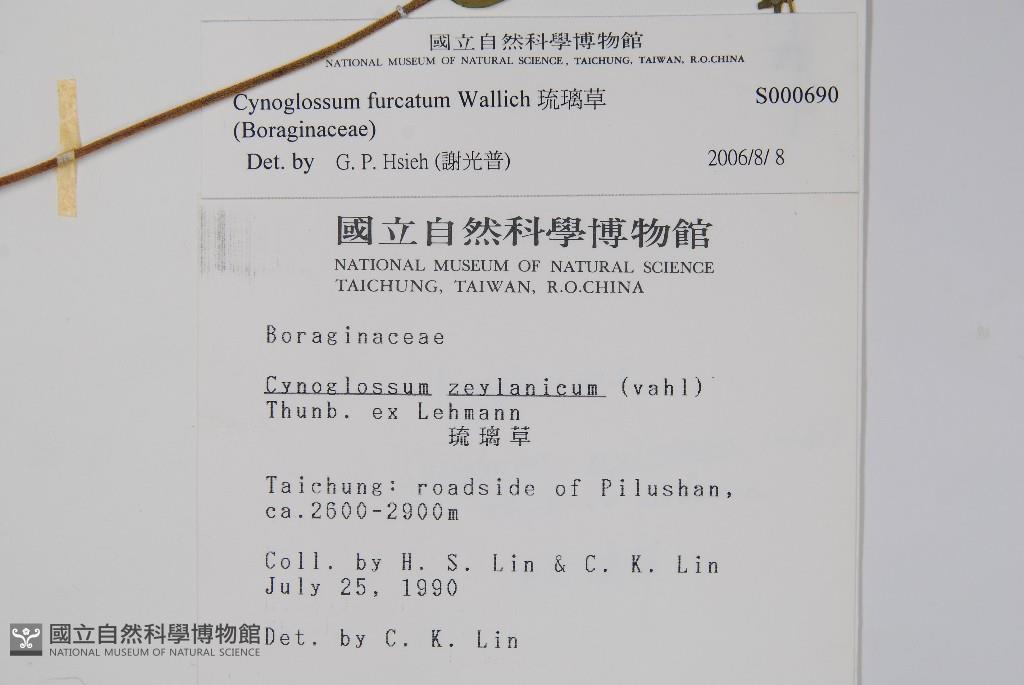 國立自然科學博物館
NATIONAL MUSEUM OF NATURAL SCIENCE, TAICHUNG, TAIWAN, R.O.CHINA
Cynoglossum furcatum Wallich 琉璃草 S000690
(Boraginaceae)
Det. by G. P. Hsieh (謝光普) 2006/8/ 8
國立自然科學博物館
NATIONAL MUSEUM OF NATURAL SCIENCE
TAICHUNG, TAIWAN, R.O.CHINA
Boraginaceae
Cynoglossum zeylanicum (vahl)
Thunb. ex Lehmann
琉璃草
Taichung: roadside of Pilushan,
ca.2600-2900m
Coll. by H. S. Lin & C. K. Lin
July 25, 1990
Det. by C. K. Lin
國立自然科學博物館
NATIONAL MUSEUM OF NATURAL SCIENCE